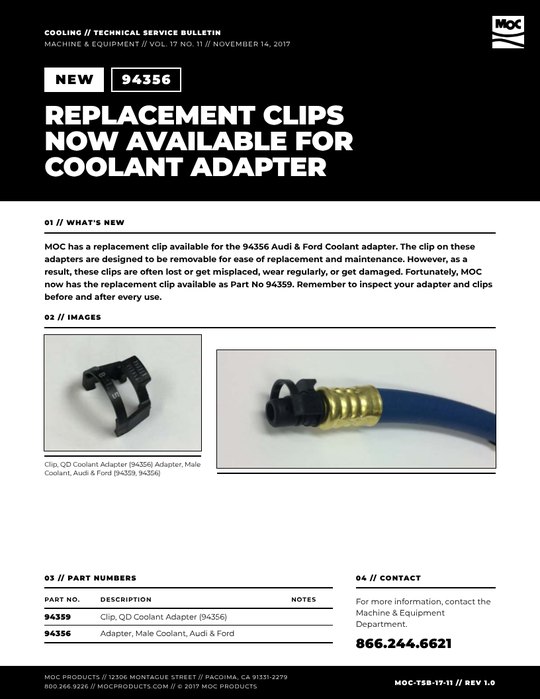 COOLING // TECHNICAL SERVICE BULLETIN
MACHINE & EQUIPMENT // VOL. 17 NO. 11 // NOVEMBER 14, 2017
MOC
NEW
94356
REPLACEMENT CLIPS
NOW AVAILABLE FOR
COOLANT ADAPTER
01 // WHAT'S NEW
MOC has a replacement clip available for the 94356 Audi & Ford Coolant adapter. The clip on these
adapters are designed to be removable for ease of replacement and maintenance. However, as a
result, these clips are often lost or get misplaced, wear regularly, or get damaged. Fortunately, MOC
now has the replacement clip available as Part No 94359. Remember to inspect your adapter and clips
before and after every use.
02 // IMAGES
Clip, QD Coolant Adapter (94356) Adapter, Male
Coolant, Audi & Ford (94359, 94356)
03 // PART NUMBERS
PART NO. DESCRIPTION NOTES
94359 Clip, QD Coolant Adapter (94356)
94356 Adapter, Male Coolant, Audi & Ford
04 // CONTACT
For more information, contact the
Machine & Equipment
Department.
866.244.6621
MOC PRODUCTS // 12306 MONTAGUE STREET // PACOIMA, CA 91331-2279
800.266.9226 // MOCPRODUCTS.COM // © 2017 MOC PRODUCTS
MOC-TSB-17-11 // REV 1.0